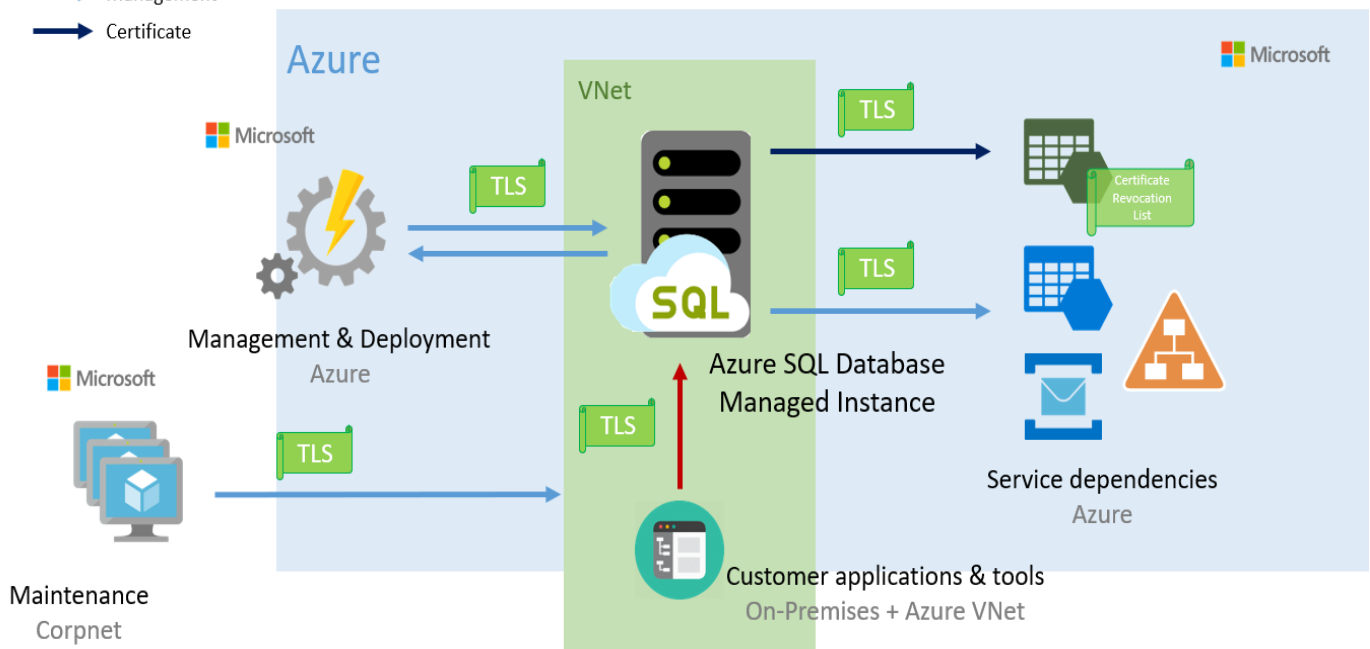 Management
Certificate
Azure
Microsoft
VNet
TLS
Microsoft
TLS
Certificate
Revocation
List
TLS
SQL
Management & Deployment
Azure
Azure SQL Database
Managed Instance
Microsoft
TLS
TLS
Service dependencies
Azure
Customer applications & tools
On-Premises + Azure VNet
Maintenance
Corpnet